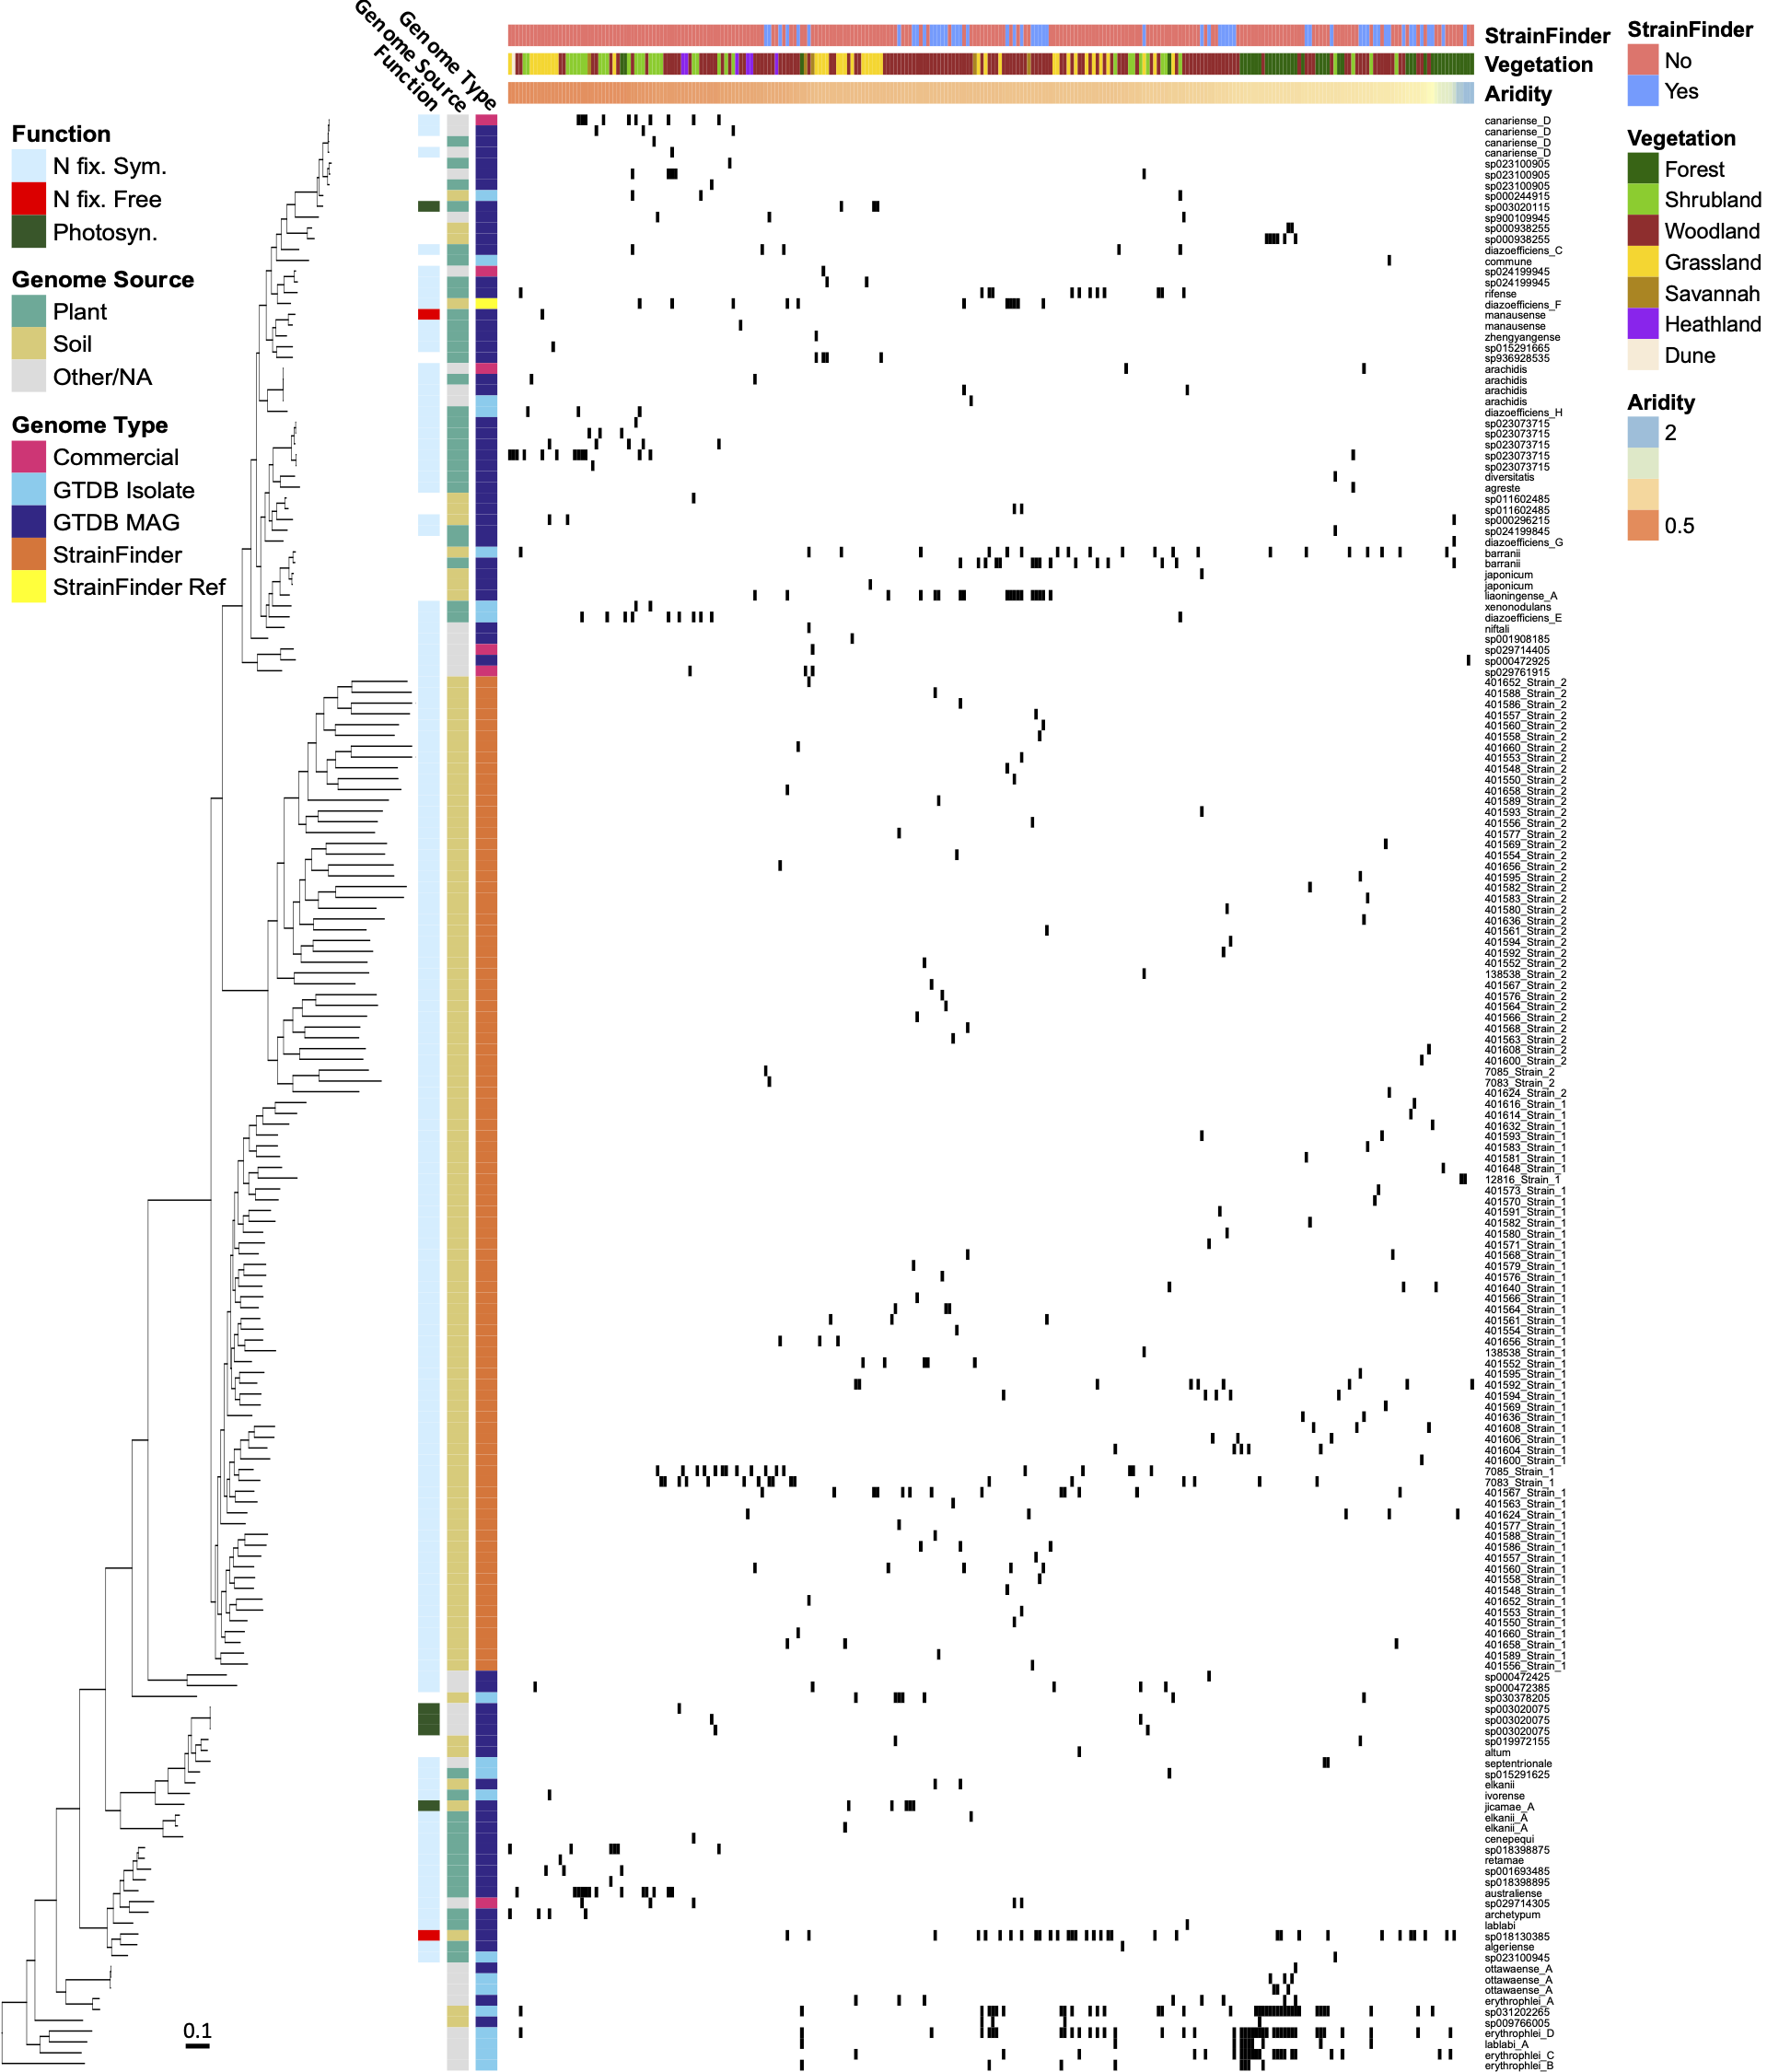 Genome Type
Genome Source
Function
StrainFinder
Vegetation
Aridity
Function
N fix. Sym.
N fix. Free
Photosyn.
Genome Source
Plant
Soil
Other/NA
Genome Type
Commercial
GTDB Isolate
GTDB MAG
StrainFinder
StrainFinder Ref
0.1
canariense_D
canariense_D
canariense_D
canariense_D
sp023100905
sp023100905
sp023100905
sp000244915
sp003020115
sp900109945
sp000938255
sp000938255
diazoefficiens_C
commune
sp024199945
sp024199945
rifense
diazoefficiens_F
manausense
manausense
zhengyangense
sp015291665
sp936928535
arachidis
arachidis
arachidis
arachidis
diazoefficiens_H
sp023073715
sp023073715
sp023073715
sp023073715
sp023073715
diversitatis
agreste
sp011602485
sp011602485
sp000296215
sp024199845
diazoefficiens_G
barranii
barranii
japonicum
japonicum
liaoningense_A
xenonodulans
diazoefficiens_E
niftali
sp001908185
sp029714405
sp000472925
sp029761915
401652_Strain_2
401588_Strain_2
401586_Strain_2
401557_Strain_2
401560_Strain_2
401558_Strain_2
401660_Strain_2
401553_Strain_2
401548_Strain_2
401550_Strain_2
401658_Strain_2
401589_Strain_2
401593_Strain_2
401556_Strain_2
401577_Strain_2
401569_Strain_2
401554_Strain_2
401656_Strain_2
401595_Strain_2
401582_Strain_2
401583_Strain_2
401580_Strain_2
401636_Strain_2
401561_Strain_2
401594_Strain_2
401592_Strain_2
401552_Strain_2
138538_Strain_2
401567_Strain_2
401576_Strain_2
401564_Strain_2
401566_Strain_2
401568_Strain_2
401563_Strain_2
401608_Strain_2
401600_Strain_2
7085_Strain_2
7083_Strain_2
401624_Strain_2
401616_Strain_1
401614_Strain_1
401632_Strain_1
401593_Strain_1
401583_Strain_1
401581_Strain_1
401648_Strain_1
12816_Strain_1
401573_Strain_1
401570_Strain_1
401591_Strain_1
401582_Strain_1
401580_Strain_1
401571_Strain_1
401568_Strain_1
401579_Strain_1
401576_Strain_1
401640_Strain_1
401566_Strain_1
401564_Strain_1
401561_Strain_1
401554_Strain_1
401656_Strain_1
138538_Strain_1
401552_Strain_1
401595_Strain_1
401592_Strain_1
401594_Strain_1
401569_Strain_1
401636_Strain_1
401608_Strain_1
401606_Strain_1
401604_Strain_1
401600_Strain_1
7085_Strain_1
7083_Strain_1
401567_Strain_1
401563_Strain_1
401624_Strain_1
401577_Strain_1
401588_Strain_1
401586_Strain_1
401557_Strain_1
401560_Strain_1
401558_Strain_1
401548_Strain_1
401652_Strain_1
401553_Strain_1
401550_Strain_1
401660_Strain_1
401658_Strain_1
401589_Strain_1
401556_Strain_1
sp000472425
sp000472385
sp030378205
sp003020075
sp003020075
sp003020075
sp019972155
altum
septentrionale
sp015291625
elkanii
ivorense
jicamae_A
elkanii_A
elkanii_A
cenepequi
sp018398875
retamae
sp001693485
sp018398895
australiense
sp029714305
archetypum
lablabi
sp018130385
algeriense
sp023100945
ottawaense_A
ottawaense_A
ottawaense_A
erythrophlei_A
sp031202265
sp009766005
erythrophlei_D
lablabi_A
erythrophlei_C
erythrophlei_B
StrainFinder
No
Yes
Vegetation
Forest
Shrubland
Woodland
Grassland
Savannah
Heathland
Dune
Aridity
2
0.5